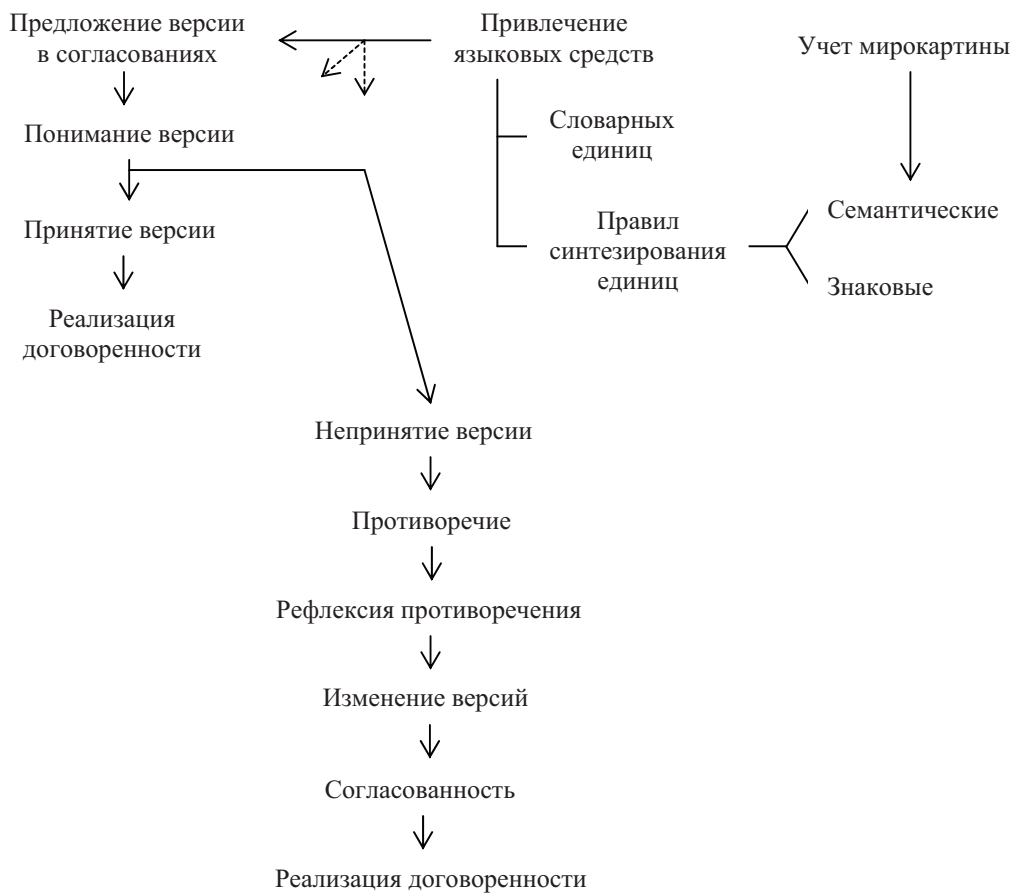 Предложение версии
в согласованиях
Привлечение
языковых средств
Учет мирокартины
Понимание версии
Словарных
единиц
Принятие версии
Правил
синтезирования
единиц
Семантические
Знаковые
Реализация
договоренности
Непринятие версии
Противоречие
Рефлексия противоречения
Изменение версий
Согласованность
Реализация договоренности